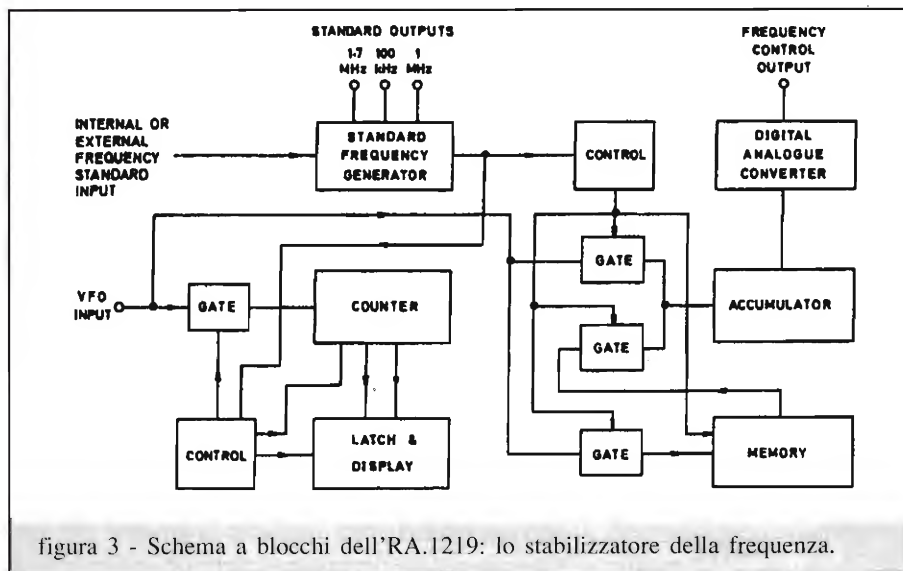 STANDARD OUTPUTS
1·7 MHz
100 kHz
1 MHz
FREQUENCY
CONTROL
OUTPUT
INTERNAL OR
EXTERNAL
FREQUENCY
STANDARD
INPUT
STANDARD
FREQUENCY
GENERATOR
CONTROL
DIGITAL
ANALOGUE
CONVERTER
GATE
VFO
INPUT
GATE
COUNTER
ACCUMULATOR
GATE
CONTROL
LATCH &
DISPLAY
GATE
MEMORY
figura 3 - Schema a blocchi dell'RA.1219: lo stabilizzatore della frequenza.